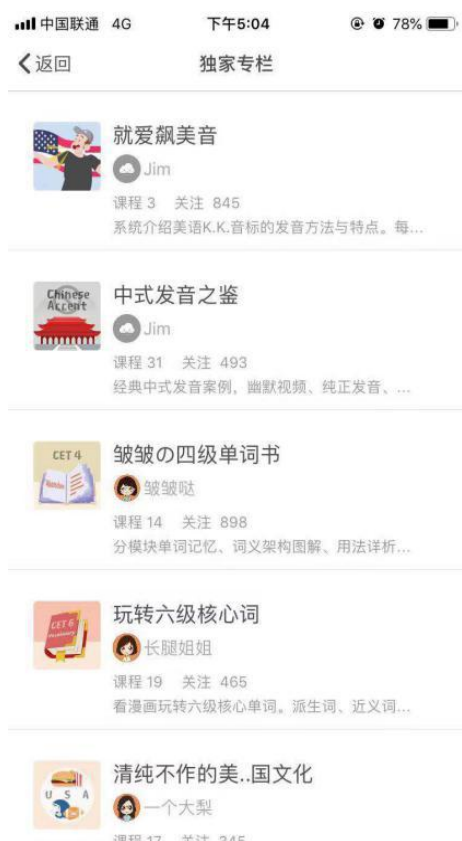 中国联通 4G 下午5:04 78%
返回 独家专栏
就爱飙美音
Jim
课程 3 关注 845
系统介绍美语K.K.音标的发音方法与特点。每...
Chinese
Accent
中式发音之鉴
Jim
课程 31 关注 493
经典中式发音案例，幽默视频、纯正发音、...
CET 4
皱皱の四级单词书
皱皱哒
课程 14 关注 898
分模块单词记忆、词义架构图解、用法详析...
CET 6
玩转六级核心词
长腿姐姐
课程 19 关注 465
看漫画玩转六级核心单词。派生词、近义词...
U S A
清纯不作的美..国文化
一个大梨
课程 17 关注 345